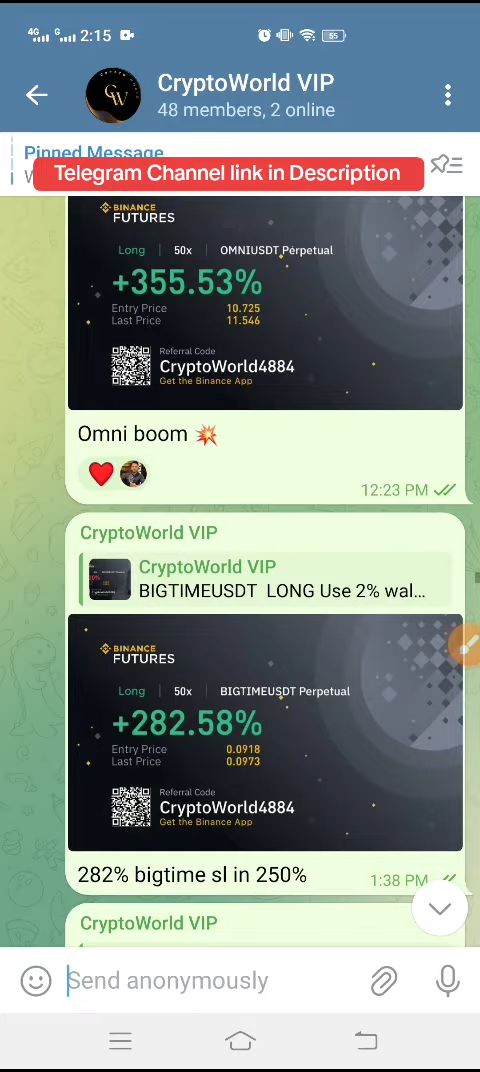 4G G 2:15 55
CryptoWorld VIP
48 members, 2 online
Pinned Message
Telegram Channel link in Description
BINANCE
FUTURES
Long | 50x | OMNIUSDT Perpetual
+355.53%
Entry Price 10.725
Last Price 11.546
Referral Code
CryptoWorld4884
Get the Binance App
Omni boom 💥
12:23 PM
CryptoWorld VIP
CryptoWorld VIP
BIGTIMEUSDT LONG Use 2% wal...
BINANCE
FUTURES
Long | 50x | BIGTIMEUSDT Perpetual
+282.58%
Entry Price 0.0918
Last Price 0.0973
Referral Code
CryptoWorld4884
Get the Binance App
282% bigtime sl in 250%
1:38 PM
CryptoWorld VIP
Send anonymously